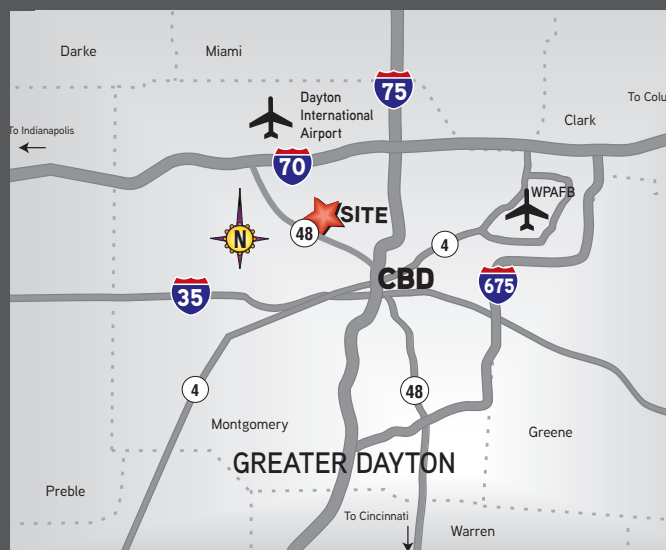 Darke
Miami
75
To Colu
Dayton
International
Airport
Clark
To Indianapolis
70
WPAFB
SITE
48
N
4
CBD
675
35
4
48
Montgomery
Greene
GREATER DAYTON
Preble
To Cincinnati
Warren